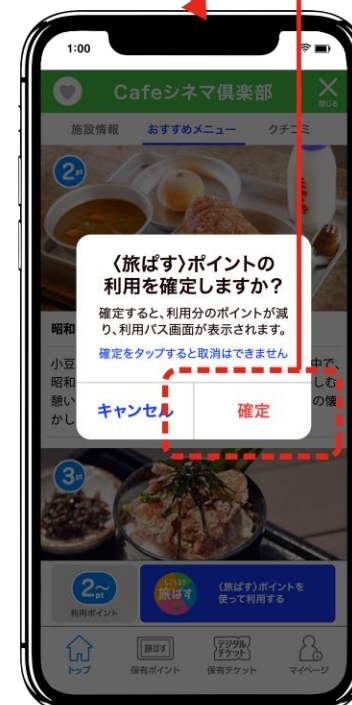 1:00
Cafeシネマ倶楽部
閉じる
施設情報 おすすめメニュー クチコミ
2pt
〈旅ぱす〉ポイントの
利用を確定しますか?
確定すると、利用分のポイントが減
り、利用パス画面が表示されます。
確定をタップすると取消はできません
キャンセル 確定
昭和
小豆 中で、
昭和 しむ
憩い の懐
かし
3pt
2~pt
利用ポイント
旅ぱす
〈旅ぱす〉ポイントを
使って利用する
トップ
旅ぱす
保有ポイント
デジタル
チケット
保有チケット
マイページ